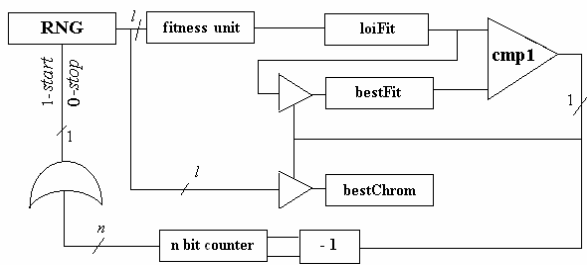 RNG
l
fitness unit
loiFit
cmp1
1-start
0-stop
bestFit
1
1
l
bestChrom
n
n bit counter
- 1